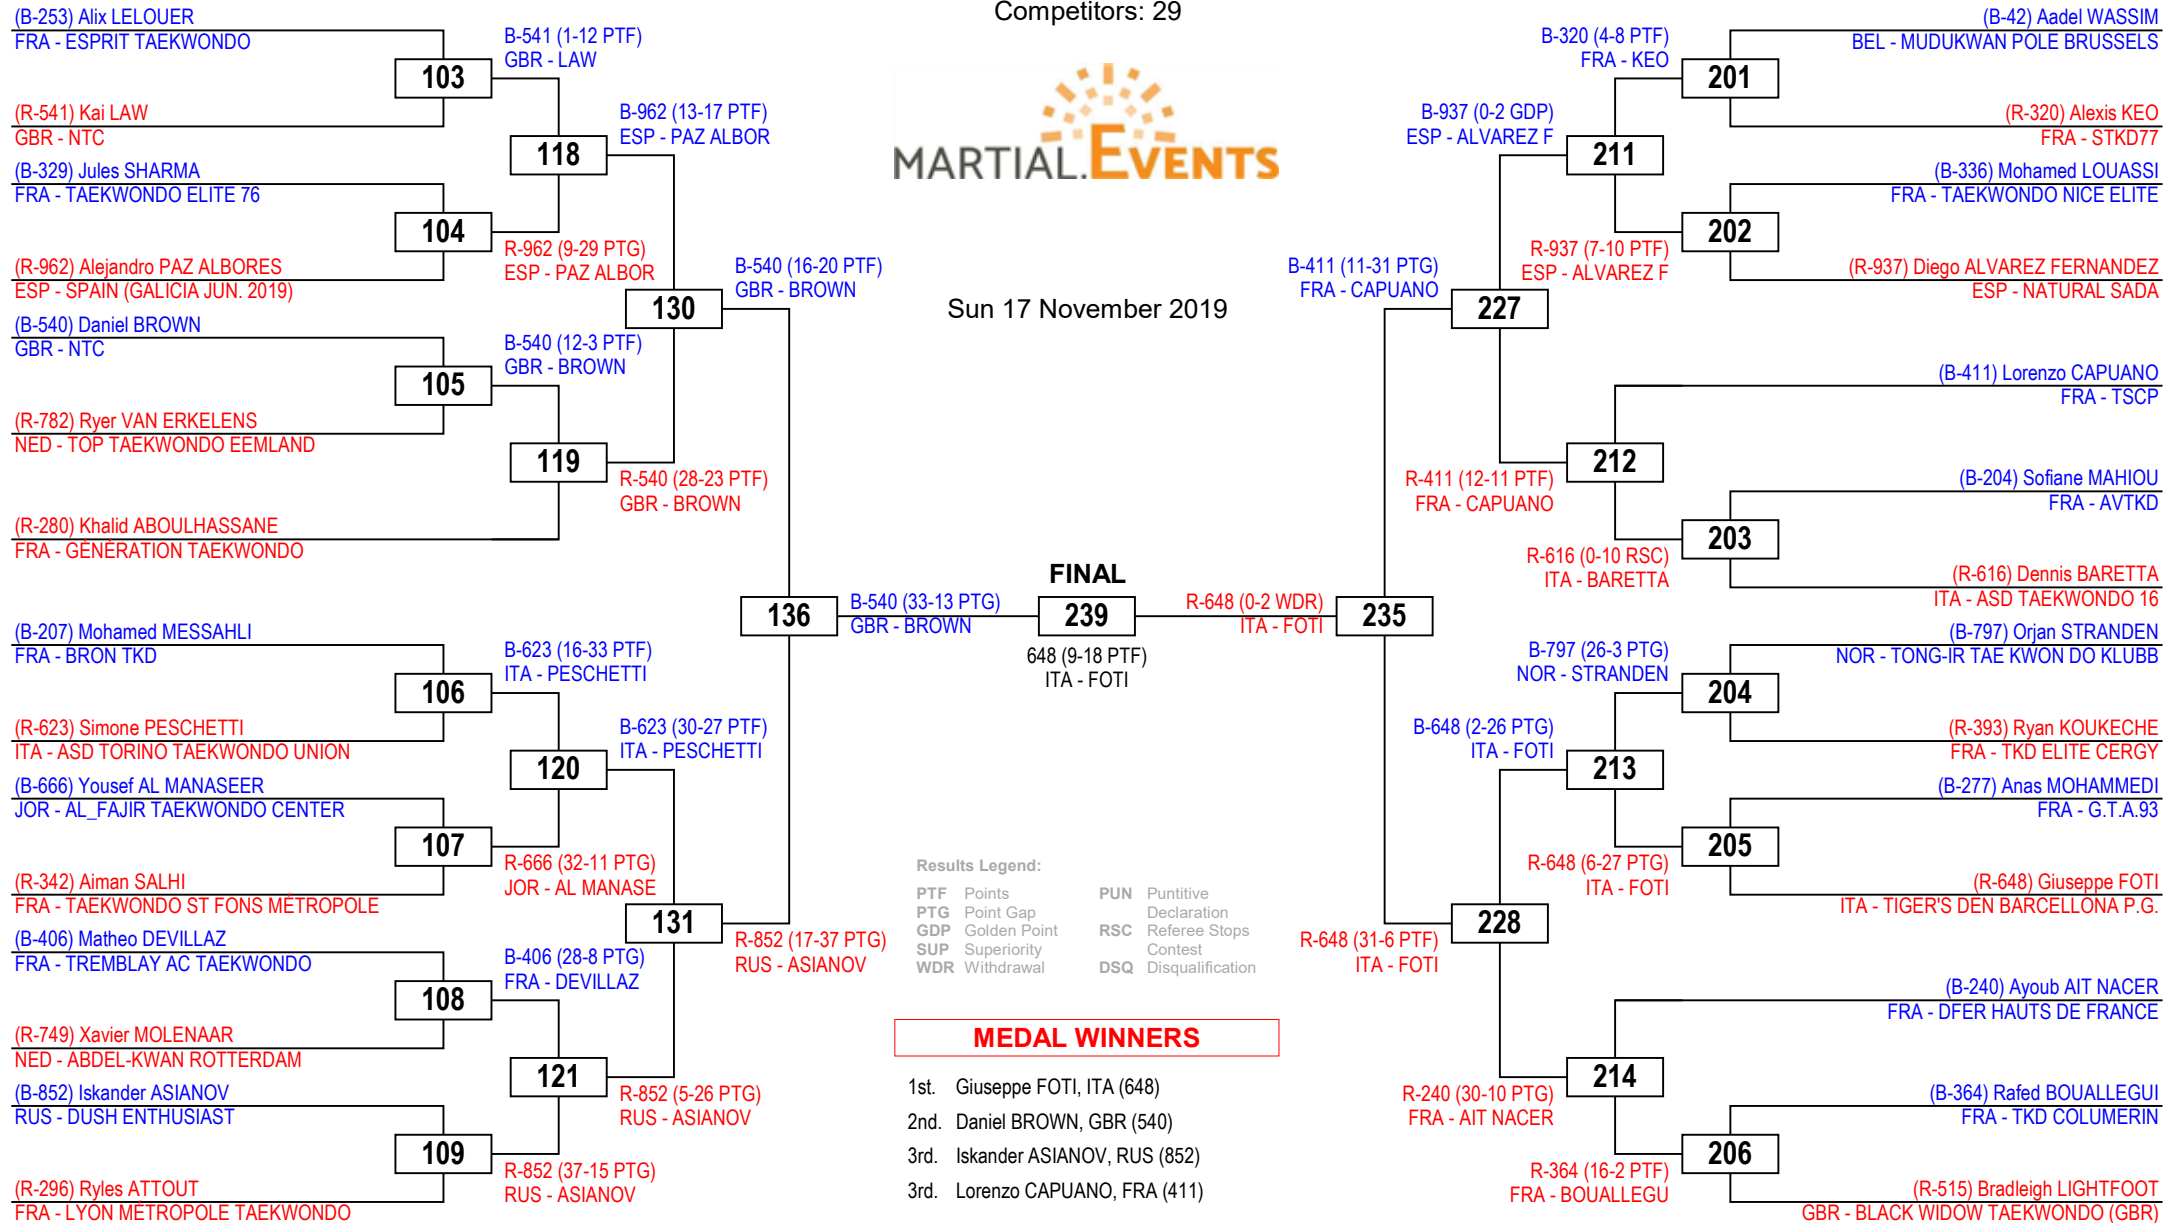 Competitors: 29
MARTIAL.EVENTS
Sun 17 November 2019
(B-253) Alix LELOUER
FRA - ESPRIT TAEKWONDO
103
(R-541) Kai LAW
GBR - NTC
(B-329) Jules SHARMA
FRA - TAEKWONDO ELITE 76
104
(R-962) Alejandro PAZ ALBORES
ESP - SPAIN (GALICIA JUN. 2019)
(B-540) Daniel BROWN
GBR - NTC
105
(R-782) Ryer VAN ERKELENS
NED - TOP TAEKWONDO EEMLAND
(R-280) Khalid ABOULHASSANE
FRA - GÉNÉRATION TAEKWONDO
(B-207) Mohamed MESSAHLI
FRA - BRON TKD
106
(R-623) Simone PESCHETTI
ITA - ASD TORINO TAEKWONDO UNION
(B-666) Yousef AL MANASEER
JOR - AL_FAJIR TAEKWONDO CENTER
107
(R-342) Aiman SALHI
FRA - TAEKWONDO ST FONS MÉTROPOLE
(B-406) Matheo DEVILLAZ
FRA - TREMBLAY AC TAEKWONDO
108
(R-749) Xavier MOLENAAR
NED - ABDEL-KWAN ROTTERDAM
(B-852) Iskander ASIANOV
RUS - DUSH ENTHUSIAST
109
(R-296) Ryles ATTOUT
FRA - LYON MÉTROPOLE TAEKWONDO
B-541 (1-12 PTF)
GBR - LAW
118
R-962 (9-29 PTG)
ESP - PAZ ALBOR
B-540 (12-3 PTF)
GBR - BROWN
119
B-623 (16-33 PTF)
ITA - PESCHETTI
120
R-666 (32-11 PTG)
JOR - AL MANASE
B-406 (28-8 PTG)
FRA - DEVILLAZ
121
R-852 (37-15 PTG)
RUS - ASIANOV
B-962 (13-17 PTF)
ESP - PAZ ALBOR
130
R-540 (28-23 PTF)
GBR - BROWN
B-623 (30-27 PTF)
ITA - PESCHETTI
131
R-852 (5-26 PTG)
RUS - ASIANOV
B-540 (16-20 PTF)
GBR - BROWN
136
R-852 (17-37 PTG)
RUS - ASIANOV
B-540 (33-13 PTG)
GBR - BROWN
FINAL
239
648 (9-18 PTF)
ITA - FOTI
R-648 (0-2 WDR)
ITA - FOTI
235
B-411 (11-31 PTG)
FRA - CAPUANO
R-648 (31-6 PTF)
ITA - FOTI
B-937 (0-2 GDP)
ESP - ALVAREZ F
227
R-411 (12-11 PTF)
FRA - CAPUANO
B-648 (2-26 PTG)
ITA - FOTI
228
R-240 (30-10 PTG)
FRA - AIT NACER
B-320 (4-8 PTF)
FRA - KEO
211
R-937 (7-10 PTF)
ESP - ALVAREZ F
212
R-616 (0-10 RSC)
ITA - BARETTA
B-797 (26-3 PTG)
NOR - STRANDEN
213
R-648 (6-27 PTG)
ITA - FOTI
214
R-364 (16-2 PTF)
FRA - BOUALLEGU
(B-42) Aadel WASSIM
BEL - MUDUKWAN POLE BRUSSELS
201
(R-320) Alexis KEO
FRA - STKD77
(B-336) Mohamed LOUASSI
FRA - TAEKWONDO NICE ELITE
202
(R-937) Diego ALVAREZ FERNANDEZ
ESP - NATURAL SADA
(B-411) Lorenzo CAPUANO
FRA - TSCP
(B-204) Sofiane MAHIOU
FRA - AVTKD
203
(R-616) Dennis BARETTA
ITA - ASD TAEKWONDO 16
(B-797) Orjan STRANDEN
NOR - TONG-IR TAE KWON DO KLUBB
204
(R-393) Ryan KOUKECHE
FRA - TKD ELITE CERGY
(B-277) Anas MOHAMMEDI
FRA - G.T.A.93
205
(R-648) Giuseppe FOTI
ITA - TIGER'S DEN BARCELLONA P.G.
(B-240) Ayoub AIT NACER
FRA - DFER HAUTS DE FRANCE
(B-364) Rafed BOUALLEGUI
FRA - TKD COLUMERIN
206
(R-515) Bradleigh LIGHTFOOT
GBR - BLACK WIDOW TAEKWONDO (GBR)
Results Legend:
PTF Points
PTG Point Gap
GDP Golden Point
SUP Superiority
WDR Withdrawal
PUN Puntitive
Declaration
RSC Referee Stops
Contest
DSQ Disqualification
MEDAL WINNERS
1st. Giuseppe FOTI, ITA (648)
2nd. Daniel BROWN, GBR (540)
3rd. Iskander ASIANOV, RUS (852)
3rd. Lorenzo CAPUANO, FRA (411)